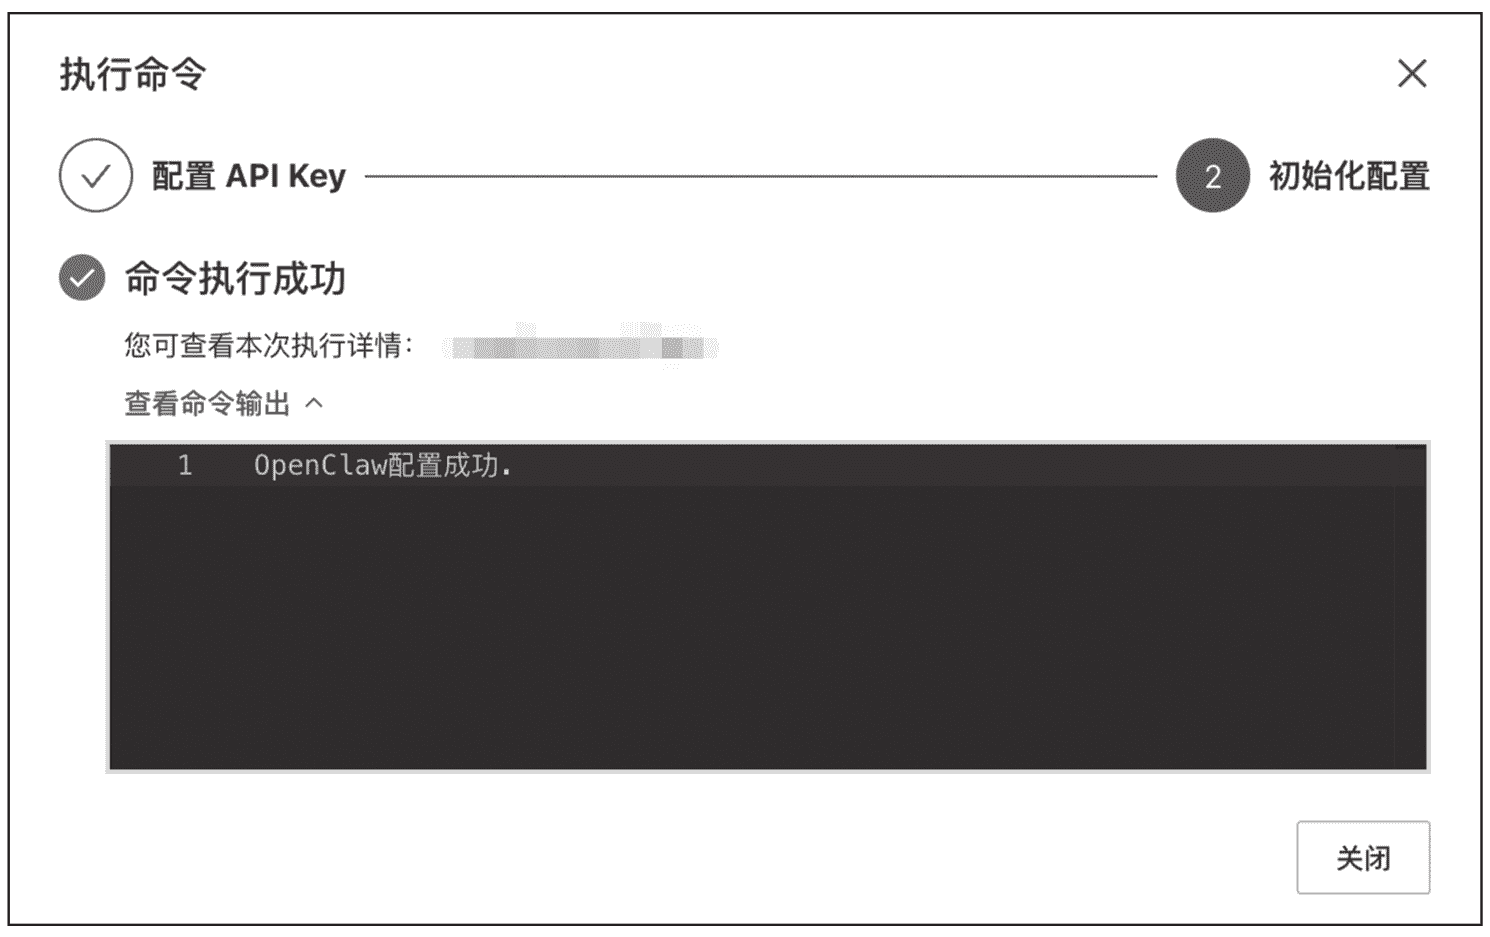 执行命令
配置 API Key
2 初始化配置
命令执行成功
您可查看本次执行详情：
查看命令输出
1 OpenClaw配置成功.
关闭